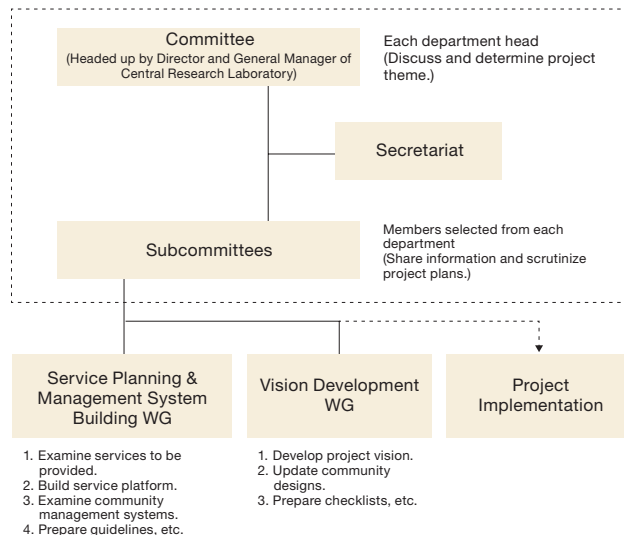 Committee
(Headed up by Director and General Manager of
Central Research Laboratory)
Each department head
(Discuss and determine project
theme.)
Secretariat
Subcommittees
Members selected from each
department
(Share information and scrutinize
project plans.)
Service Planning &
Management System
Building WG
1. Examine services to be
provided.
2. Build service platform.
3. Examine community
management systems.
4. Prepare guidelines, etc.
Vision Development
WG
1. Develop project vision.
2. Update community
designs.
3. Prepare checklists, etc.
Project
Implementation